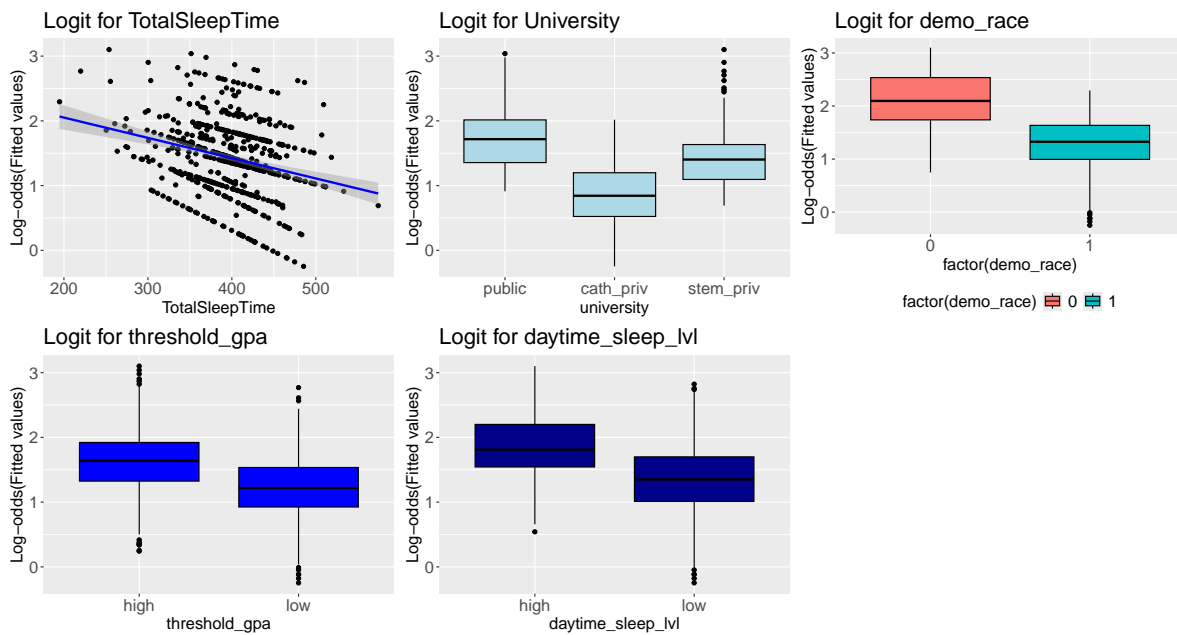 Logit for TotalSleepTime
Log−odds(Fitted values)
3
2
1
0
200 300 400 500
TotalSleepTime
Logit for University
Log−odds(Fitted values)
3
2
1
0
public cath_priv stem_priv
university
Logit for demo_race
Log−odds(Fitted values)
3
2
1
0
0 1
factor(demo_race)
factor(demo_race) 0 1
Logit for threshold_gpa
Log−odds(Fitted values)
3
2
1
0
high low
threshold_gpa
Logit for daytime_sleep_lvl
Log−odds(Fitted values)
3
2
1
0
high low
daytime_sleep_lvl